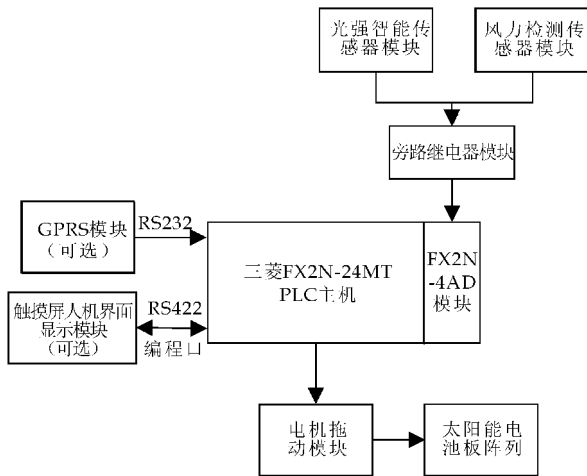 光强智能传
感器模块
风力检测传
感器模块
旁路继电器模块
GPRS模块
（可选）
RS232
三菱FX2N-24MT
PLC主机
FX2N
-4AD
模块
触摸屏人机界面
显示模块
(可选)
RS422
编程口
电机拖
动模块
太阳能电
池板阵列